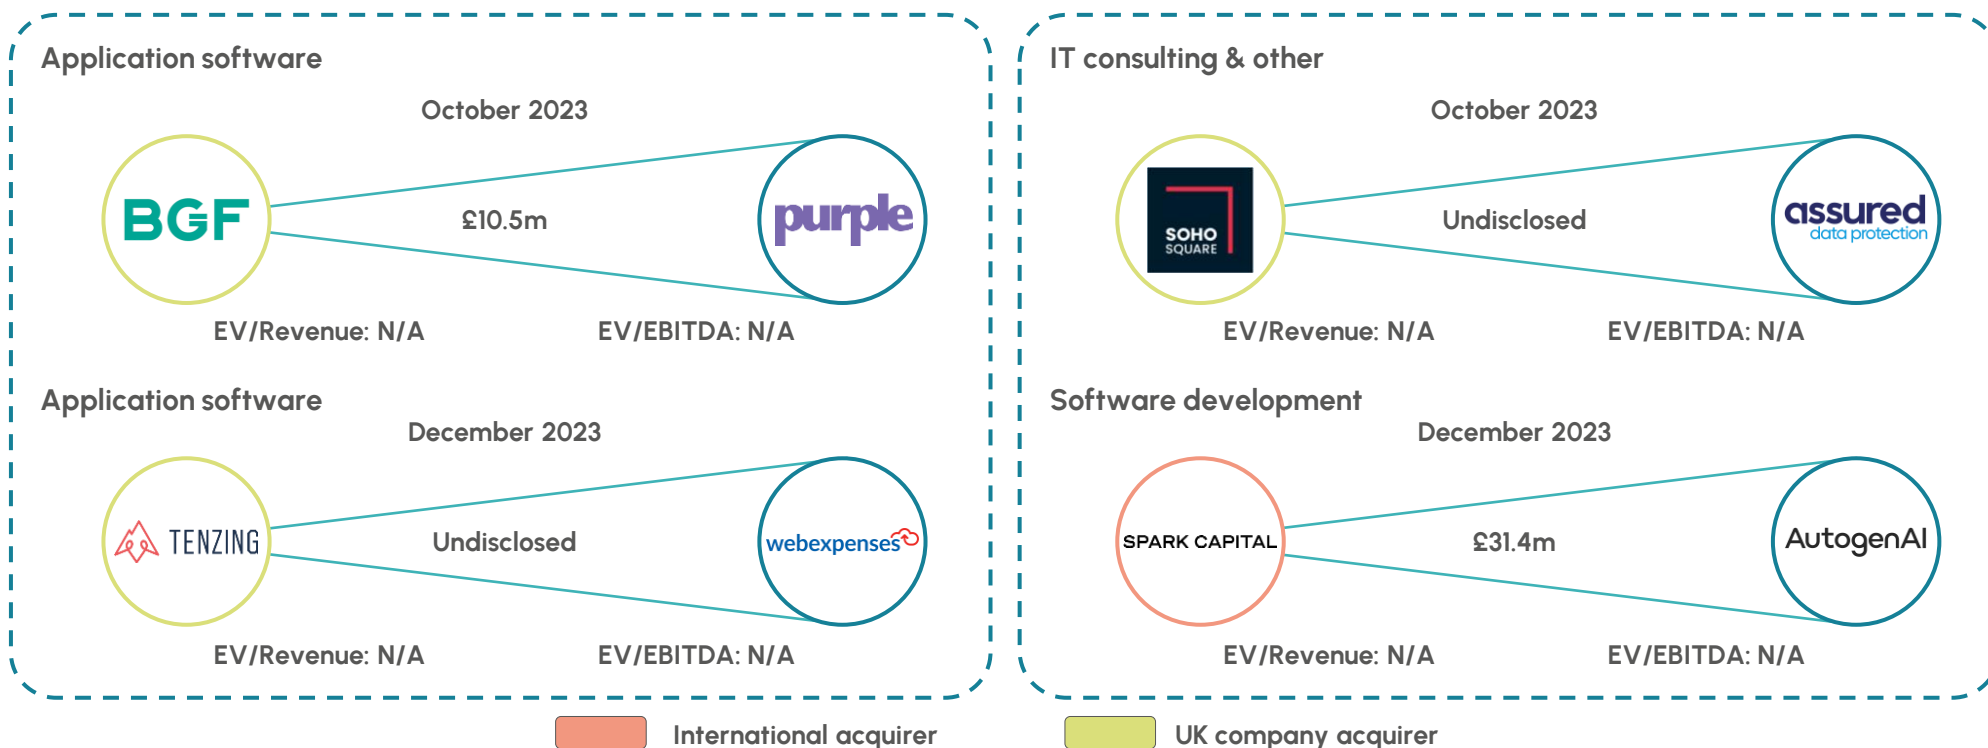 Application software
October 2023
BGF
£10.5m
purple
EV/Revenue: N/A
EV/EBITDA: N/A
Application software
December 2023
TENZING
Undisclosed
webexpenses
EV/Revenue: N/A
EV/EBITDA: N/A
IT consulting & other
October 2023
SOHO
SQUARE
Undisclosed
assured
data protection
EV/Revenue: N/A
EV/EBITDA: N/A
Software development
December 2023
SPARK CAPITAL
£31.4m
AutogenAI
EV/Revenue: N/A
EV/EBITDA: N/A
International acquirer
UK company acquirer